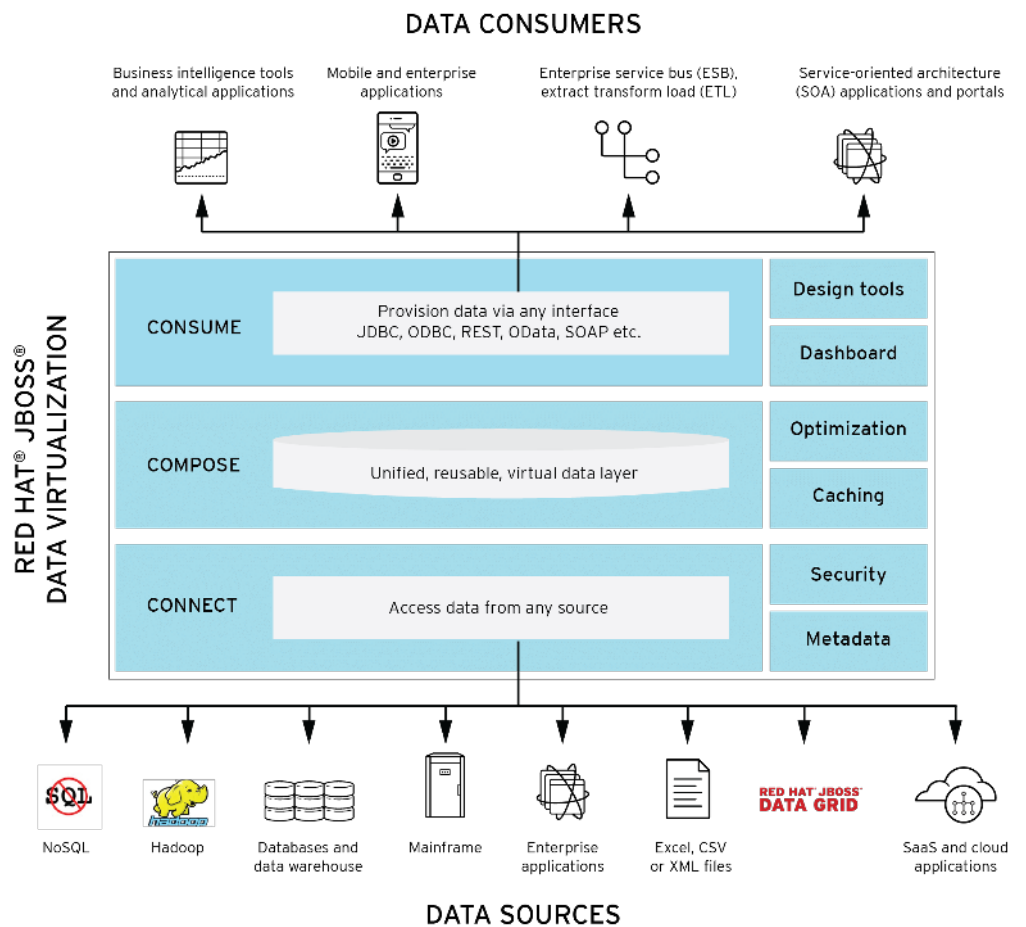 DATA CONSUMERS
Business intelligence tools
and analytical applications
Mobile and enterprise
applications
Enterprise service bus (ESB),
extract transform load (ETL)
Service-oriented architecture
(SOA) applications and portals
RED HAT® JBOSS®
DATA VIRTUALIZATION
CONSUME
Provision data via any interface
JDBC, ODBC, REST, OData, SOAP etc.
Design tools
Dashboard
COMPOSE
Unified, reusable, virtual data layer
Optimization
Caching
CONNECT
Access data from any source
Security
Metadata
SQL
hadoop
RED HAT® JBOSS®
DATA GRID
NoSQL
Hadoop
Databases and
data warehouse
Mainframe
Enterprise
applications
Excel, CSV
or XML files
SaaS and cloud
applications
DATA SOURCES